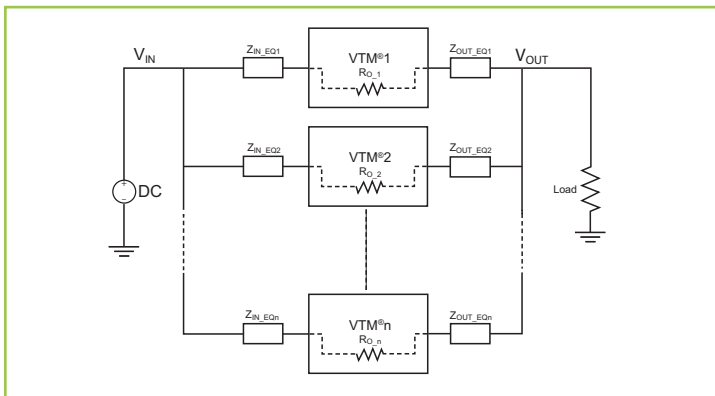 V_IN
Z_IN_EQ1
VTM®1
R_O_1
Z_OUT_EQ1
V_OUT
Z_IN_EQ2
VTM®2
R_O_2
Z_OUT_EQ2
DC
+
−
Load
Z_IN_EQn
VTM®n
R_O_n
Z_OUT_EQn